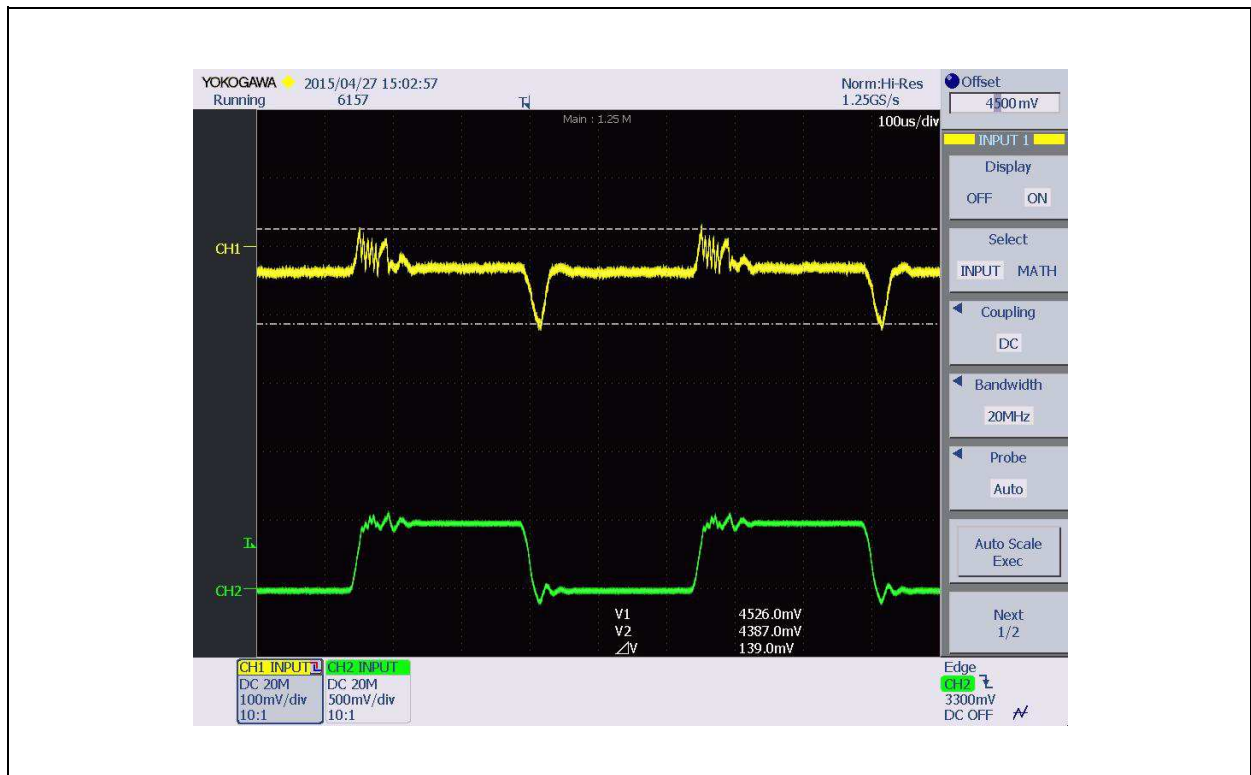 YOKOGAWA 2015/04/27 15:02:57
Running 6157
Norm:Hi-Res
1.25GS/s
Main : 1.25 M
100us/div
CH1
CH2
V1 4526.0mV
V2 4387.0mV
⊿V 139.0mV
CH1 INPUT
DC 20M
100mV/div
10:1
CH2 INPUT
DC 20M
500mV/div
10:1
Edge
CH2
3300mV
DC OFF
Offset
4500 mV
INPUT 1
Display
OFF ON
Select
INPUT MATH
Coupling
DC
Bandwidth
20MHz
Probe
Auto
Auto Scale
Exec
Next
1/2